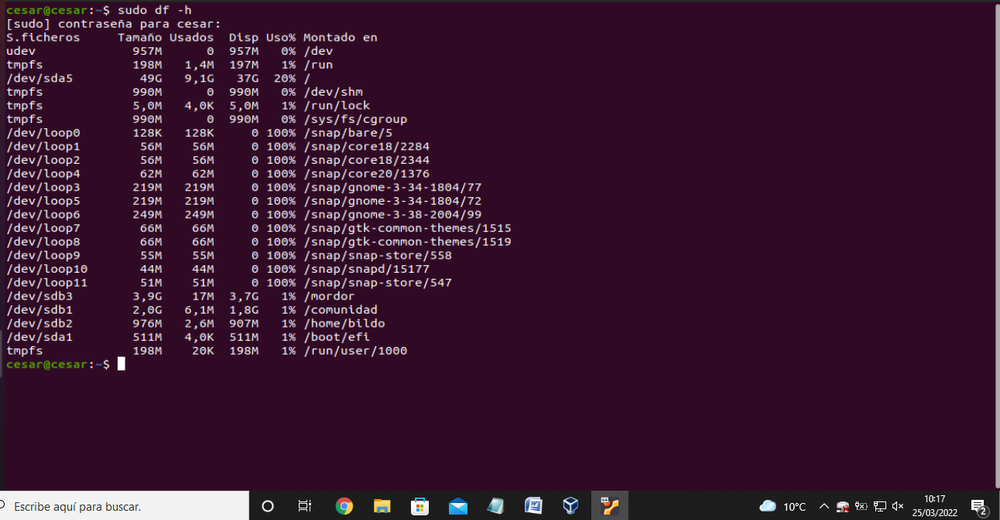 cesar@cesar:~$ sudo df -h
[sudo] contraseña para cesar:
S.ficheros Tamaño Usados Disp Uso% Montado en
udev 957M 0 957M 0% /dev
tmpfs 198M 1,4M 197M 1% /run
/dev/sda5 49G 9,1G 37G 20% /
tmpfs 990M 0 990M 0% /dev/shm
tmpfs 5,0M 4,0K 5,0M 1% /run/lock
tmpfs 990M 0 990M 0% /sys/fs/cgroup
/dev/loop0 128K 128K 0 100% /snap/bare/5
/dev/loop1 56M 56M 0 100% /snap/core18/2284
/dev/loop2 56M 56M 0 100% /snap/core18/2344
/dev/loop4 62M 62M 0 100% /snap/core20/1376
/dev/loop3 219M 219M 0 100% /snap/gnome-3-34-1804/77
/dev/loop5 219M 219M 0 100% /snap/gnome-3-34-1804/72
/dev/loop6 249M 249M 0 100% /snap/gnome-3-38-2004/99
/dev/loop7 66M 66M 0 100% /snap/gtk-common-themes/1515
/dev/loop8 66M 66M 0 100% /snap/gtk-common-themes/1519
/dev/loop9 55M 55M 0 100% /snap/snap-store/558
/dev/loop10 44M 44M 0 100% /snap/snapd/15177
/dev/loop11 51M 51M 0 100% /snap/snap-store/547
/dev/sdb3 3,9G 17M 3,7G 1% /mordor
/dev/sdb1 2,0G 6,1M 1,8G 1% /comunidad
/dev/sdb2 976M 2,6M 907M 1% /home/bildo
/dev/sda1 511M 4,0K 511M 1% /boot/efi
tmpfs 198M 20K 198M 1% /run/user/1000
cesar@cesar:~$
Escribe aquí para buscar.
64
10°C
10:17
25/03/2022
2